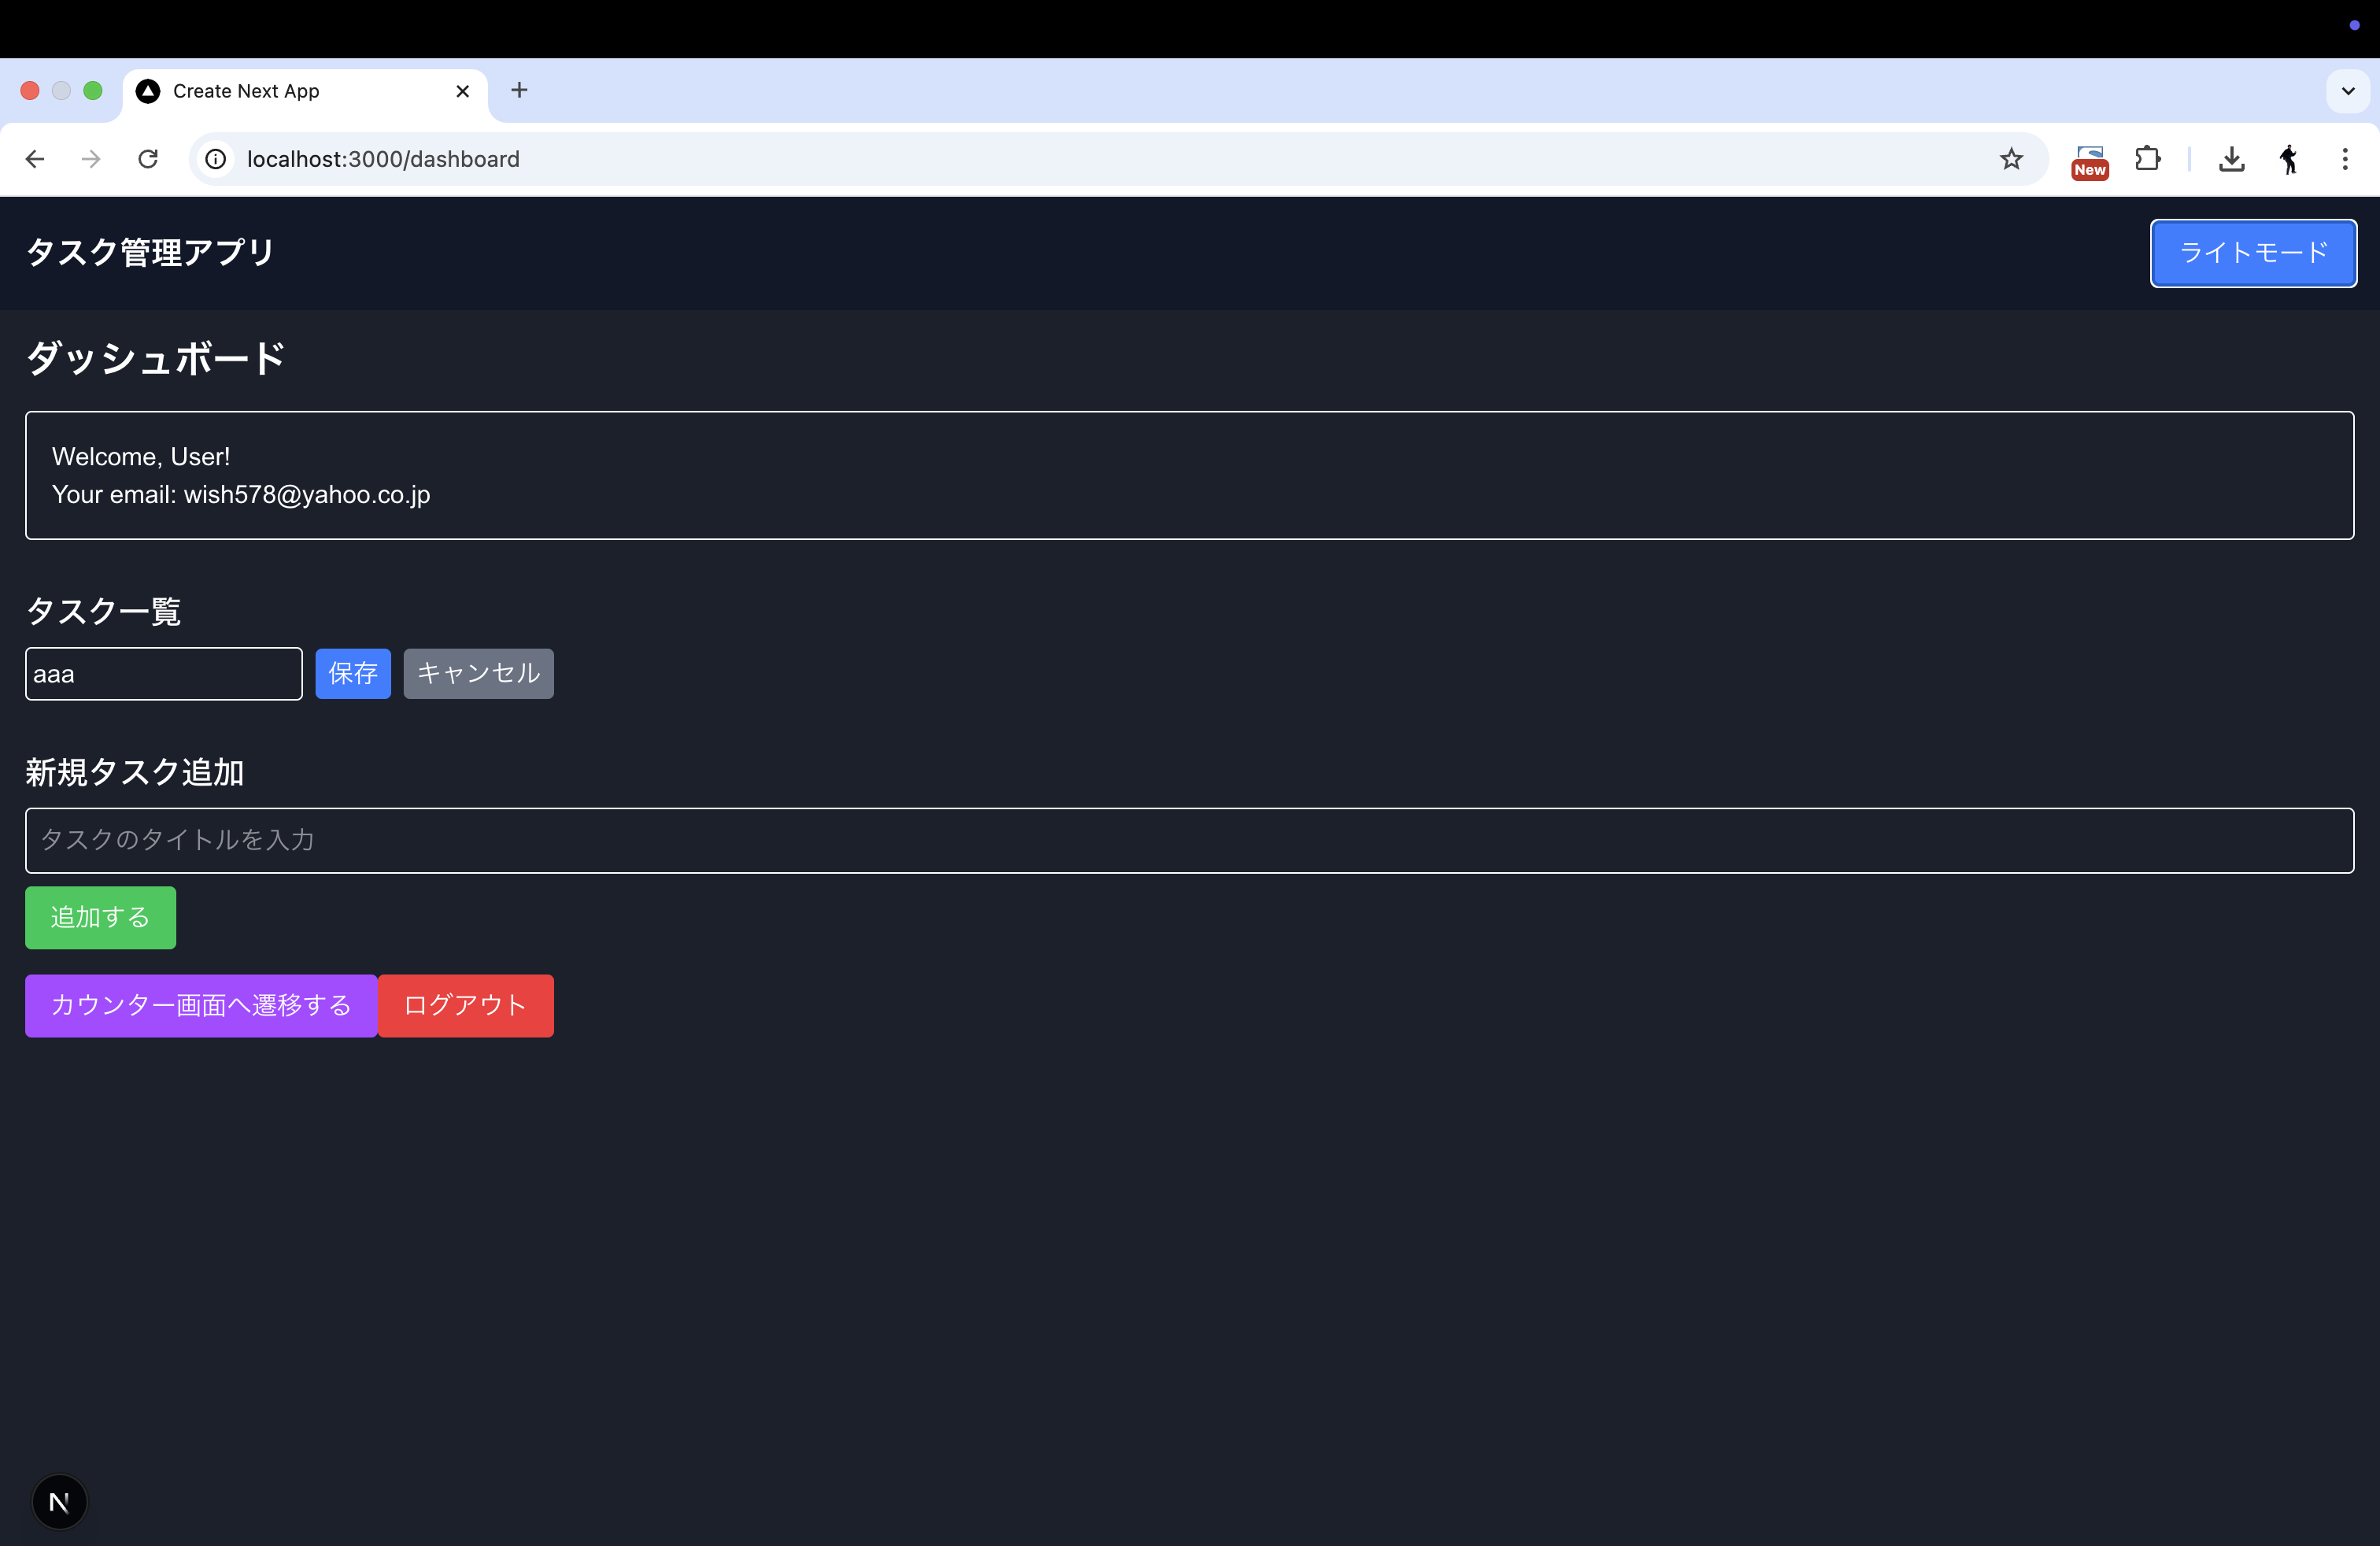 Create Next App
localhost:3000/dashboard
New
タスク管理アプリ
ライトモード
ダッシュボード
Welcome, User!
Your email: wish578@yahoo.co.jp
タスク一覧
aaa 保存 キャンセル
新規タスク追加
タスクのタイトルを入力
追加する
カウンター画面へ遷移する ログアウト
N